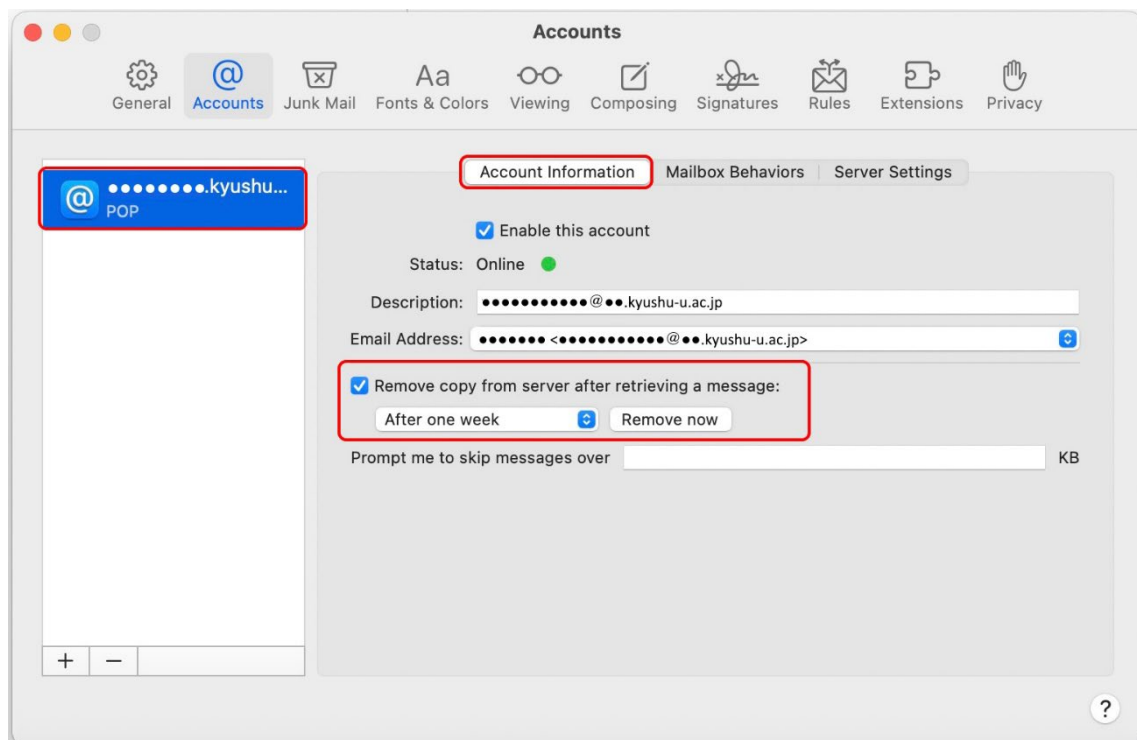 Accounts
General Accounts Junk Mail Fonts & Colors Viewing Composing Signatures Rules Extensions Privacy
Aa
Account Information Mailbox Behaviors Server Settings
●●●●●●●●.kyushu...
POP
Enable this account
Status: Online
Description: ●●●●●●●●●●●@●●.kyushu-u.ac.jp
Email Address: ●●●●●●● <●●●●●●●●●●●@●●.kyushu-u.ac.jp>
Remove copy from server after retrieving a message:
After one week Remove now
Prompt me to skip messages over KB
+ −
?